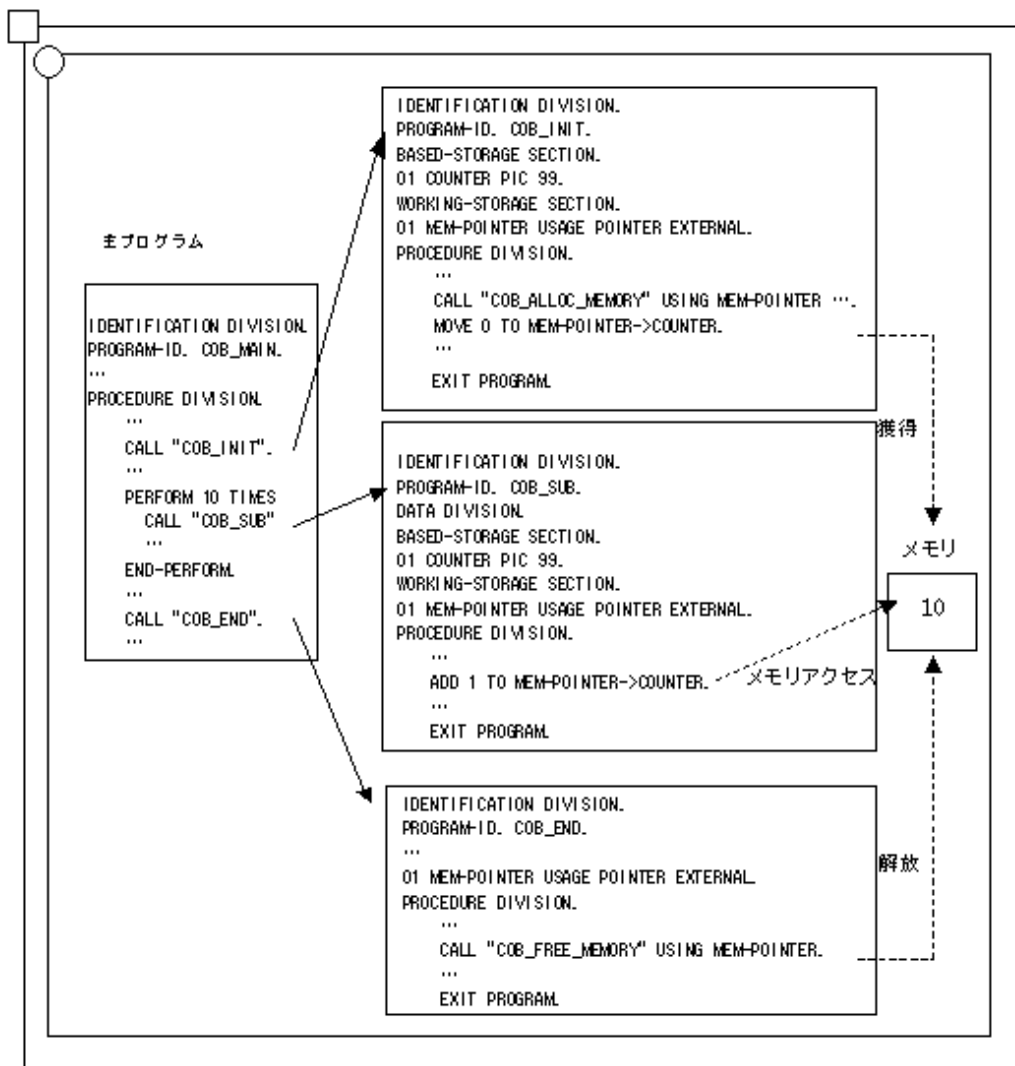 主プログラム
IDENTIFICATION DIVISION.
PROGRAM-ID. COB_MAIN.
…
PROCEDURE DIVISION.
…
CALL "COB_INIT".
…
PERFORM 10 TIMES
CALL "COB_SUB"
…
END-PERFORM.
…
CALL "COB_END".
…
IDENTIFICATION DIVISION.
PROGRAM-ID. COB_INIT.
BASED-STORAGE SECTION.
01 COUNTER PIC 99.
WORKING-STORAGE SECTION.
01 MEM-POINTER USAGE POINTER EXTERNAL.
PROCEDURE DIVISION.
…
CALL "COB_ALLOC_MEMORY" USING MEM-POINTER ….
MOVE 0 TO MEM-POINTER->COUNTER.
…
EXIT PROGRAM.
獲得
IDENTIFICATION DIVISION.
PROGRAM-ID. COB_SUB.
DATA DIVISION.
BASED-STORAGE SECTION.
01 COUNTER PIC 99.
WORKING-STORAGE SECTION.
01 MEM-POINTER USAGE POINTER EXTERNAL.
PROCEDURE DIVISION.
…
ADD 1 TO MEM-POINTER->COUNTER.
…
EXIT PROGRAM.
メモリアクセス
メモリ
10
IDENTIFICATION DIVISION.
PROGRAM-ID. COB_END.
…
01 MEM-POINTER USAGE POINTER EXTERNAL.
PROCEDURE DIVISION.
…
CALL "COB_FREE_MEMORY" USING MEM-POINTER.
…
EXIT PROGRAM.
解放